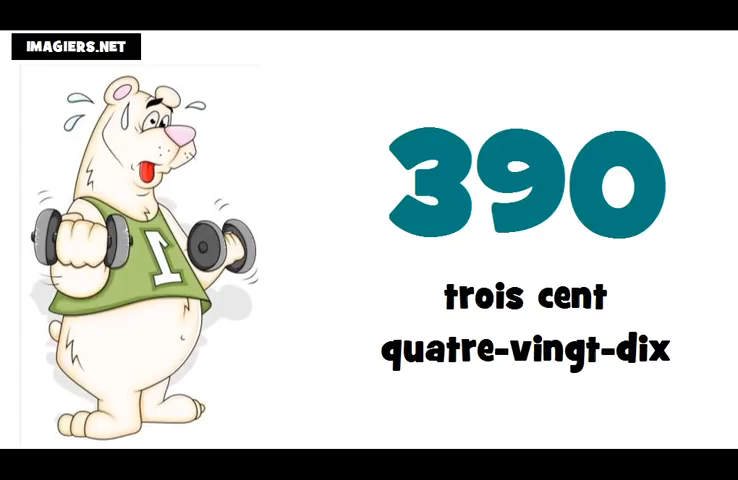 IMAGIERS.NET
1
390
trois cent
quatre-vingt-dix